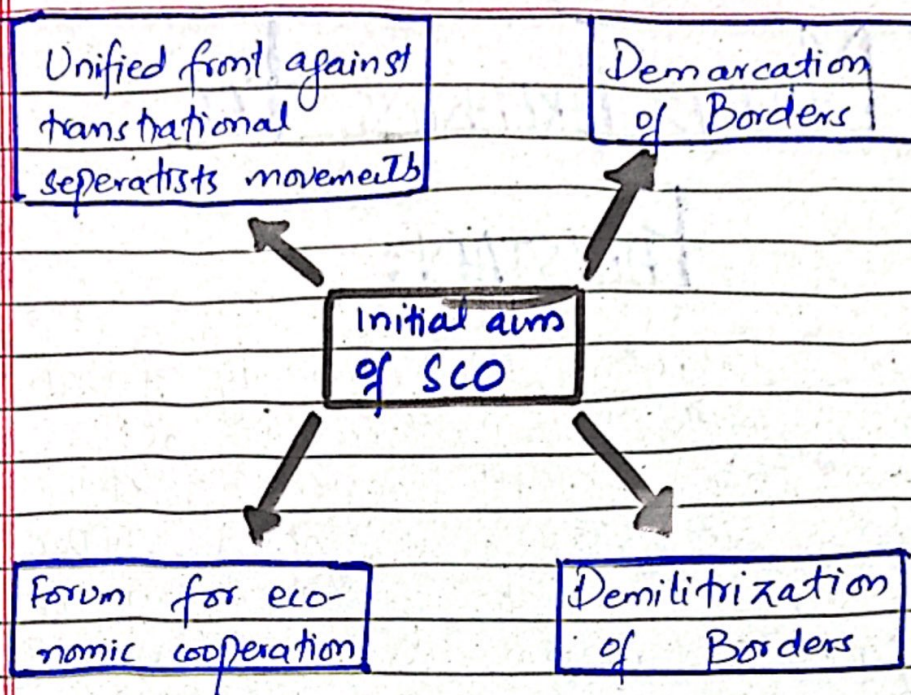 Unified front against
transnational
seperatists movements
Demarcation
of Borders
Initial aims
of SCO
Forum for eco-
nomic cooperation
Demilitrization
of Borders